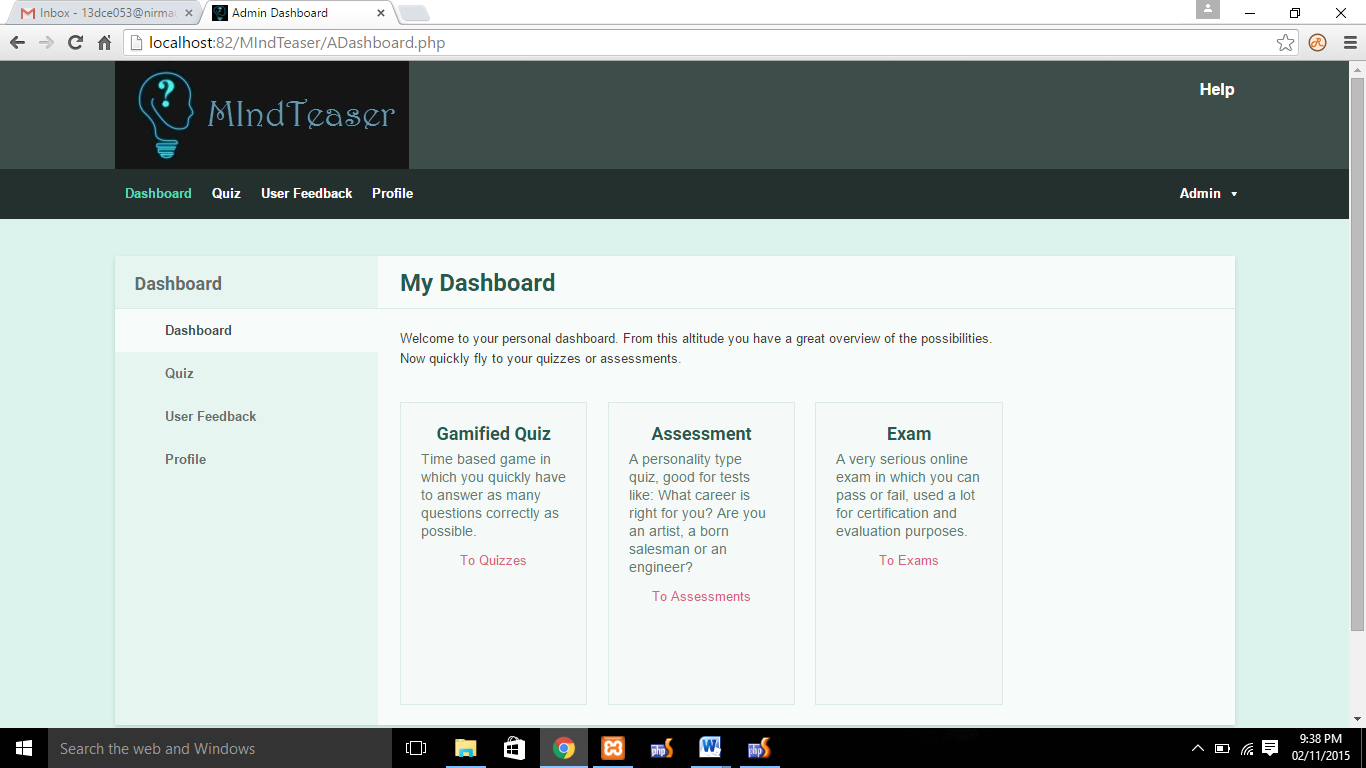 Inbox - 13dce053@nirma
Admin Dashboard
localhost:82/MIndTeaser/ADashboard.php
?
MIndTeaser
Help
Dashboard Quiz User Feedback Profile Admin
Dashboard
Dashboard
Quiz
User Feedback
Profile
My Dashboard
Welcome to your personal dashboard. From this altitude you have a great overview of the possibilities.
Now quickly fly to your quizzes or assessments.
Gamified Quiz
Time based game in
which you quickly have
to answer as many
questions correctly as
possible.
To Quizzes
Assessment
A personality type
quiz, good for tests
like: What career is
right for you? Are you
an artist, a born
salesman or an
engineer?
To Assessments
Exam
A very serious online
exam in which you can
pass or fail, used a lot
for certification and
evaluation purposes.
To Exams
Search the web and Windows
php
php
9:38 PM
02/11/2015